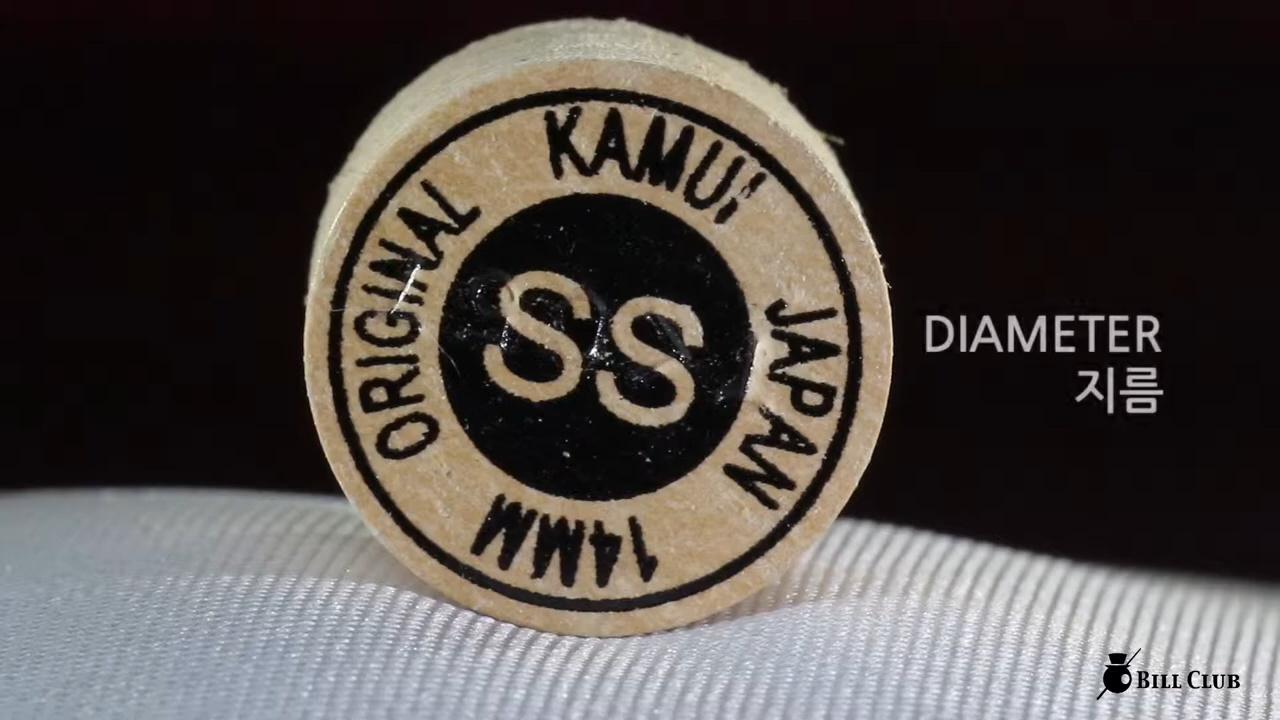 KAMUI
ORIGINAL
SS
JAPAN
14MM
DIAMETER
지름
BILL CLUB